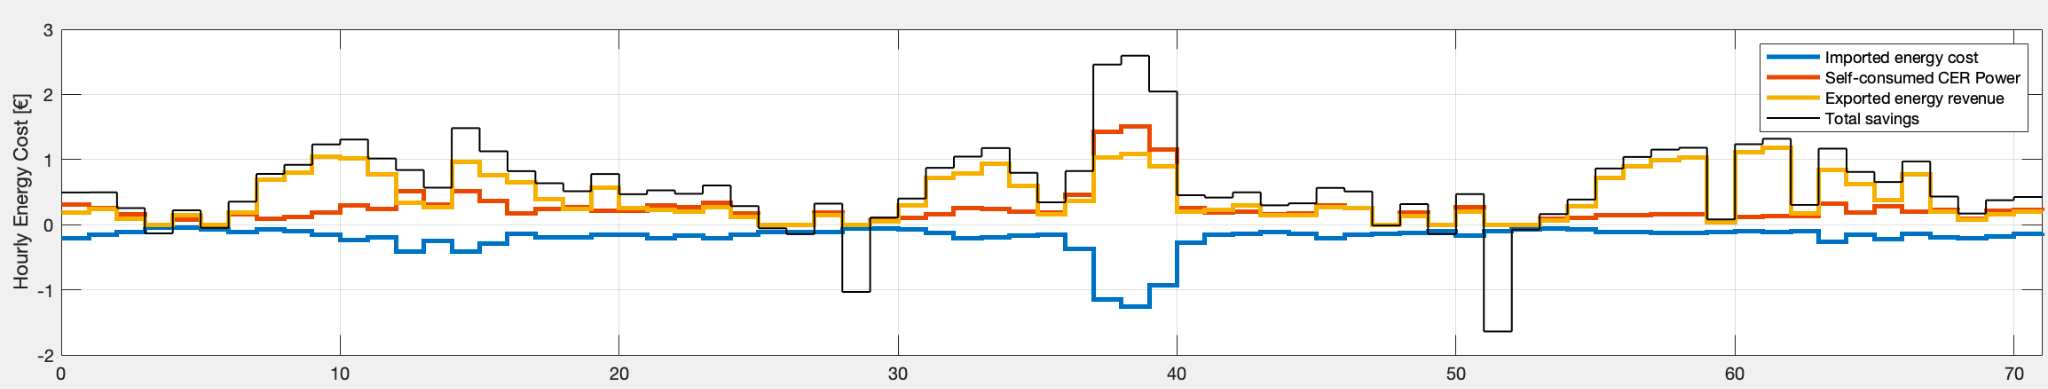 Hourly Energy Cost [€]
3
2
1
0
-1
-2
0 10 20 30 40 50 60 70
Imported energy cost
Self-consumed CER Power
Exported energy revenue
Total savings